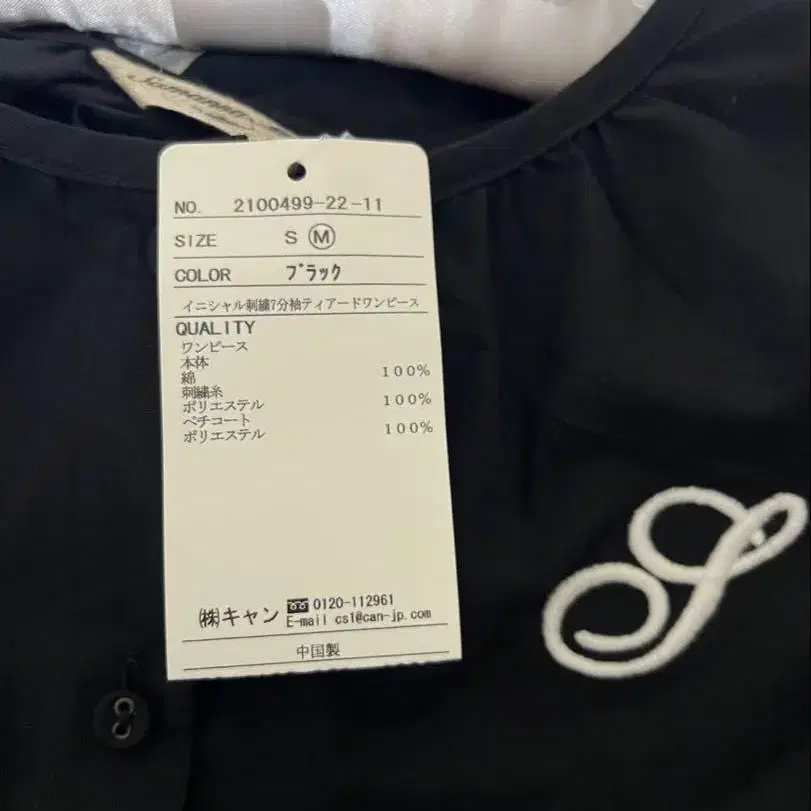 NO. 2100499-22-11
SIZE S Ⓜ
COLOR ブラック
イニシャル刺繍7分袖ティアードワンピース
QUALITY
ワンピース
本体
綿 100%
刺繍糸
ポリエステル 100%
ペチコート
ポリエステル 100%
㈱キャン 0120-112961
E-mail cs1@can-jp.com
中国製
S